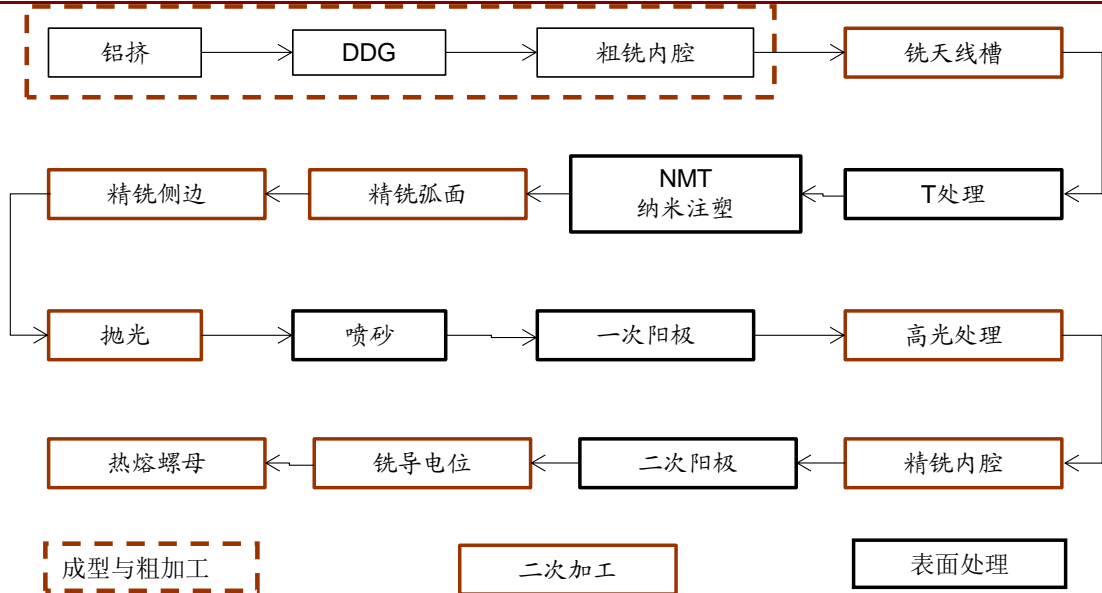 铝挤
DDG
粗铣内腔
铣天线槽
精铣侧边
精铣弧面
NMT
纳米注塑
T处理
抛光
喷砂
一次阳极
高光处理
热熔螺母
铣导电位
二次阳极
精铣内腔
成型与粗加工
二次加工
表面处理